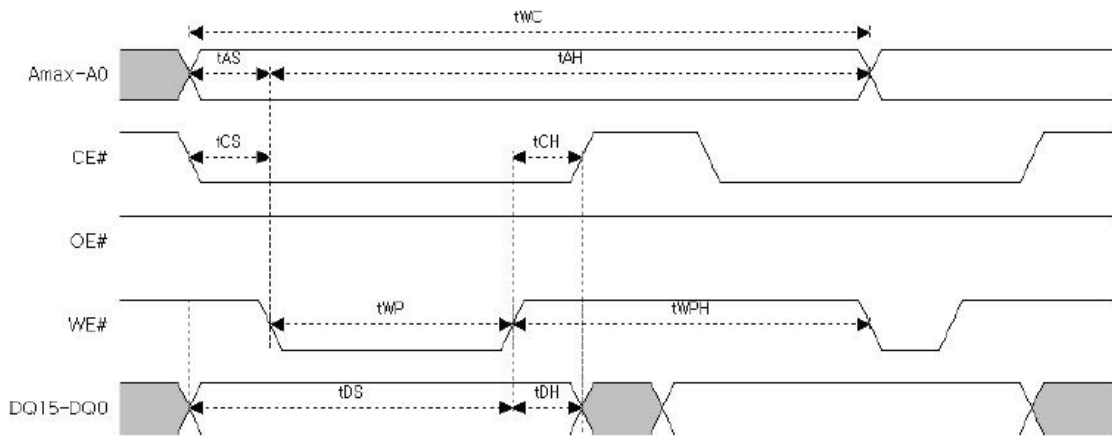 tWC
Amax-A0
tAS
tAH
CE#
tCS
tCH
OE#
WE#
tWP
tWPH
DQ15-DQ0
tDS
tDH